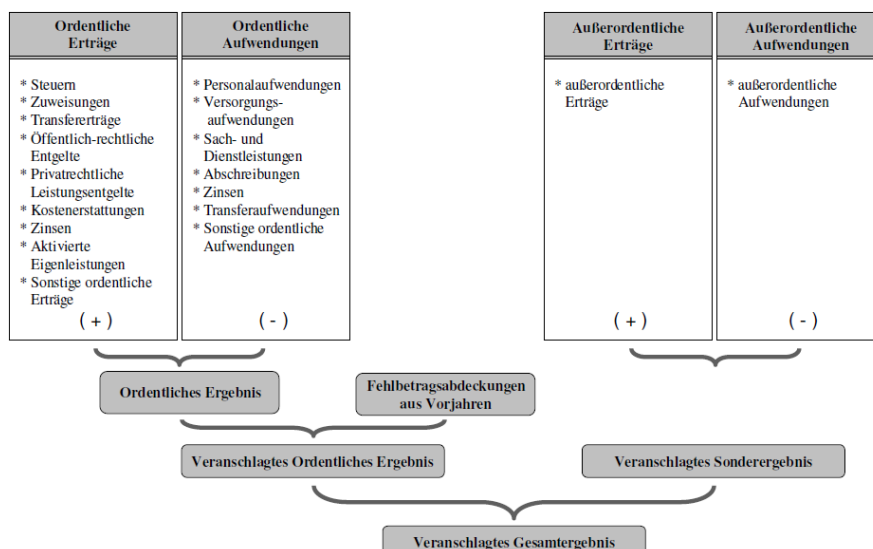 Ordentliche
Erträge
Ordentliche
Aufwendungen
Außerordentliche
Erträge
Außerordentliche
Aufwendungen
* Steuern
* Zuweisungen
* Transfererträge
* Öffentlich-rechtliche
Entgelte
* Privatrechtliche
Leistungsentgelte
* Kostenerstattungen
* Zinsen
* Aktivierte
Eigenleistungen
* Sonstige ordentliche
Erträge
( + )
* Personalaufwendungen
* Versorgungs-
aufwendungen
* Sach- und
Dienstleistungen
* Abschreibungen
* Zinsen
* Transferaufwendungen
* Sonstige ordentliche
Aufwendungen
( - )
* außerordentliche
Erträge
( + )
* außerordentliche
Aufwendungen
( - )
Ordentliches Ergebnis
Fehlbetragsabdeckungen
aus Vorjahren
Veranschlagtes Ordentliches Ergebnis
Veranschlagtes Sonderergebnis
Veranschlagtes Gesamtergebnis